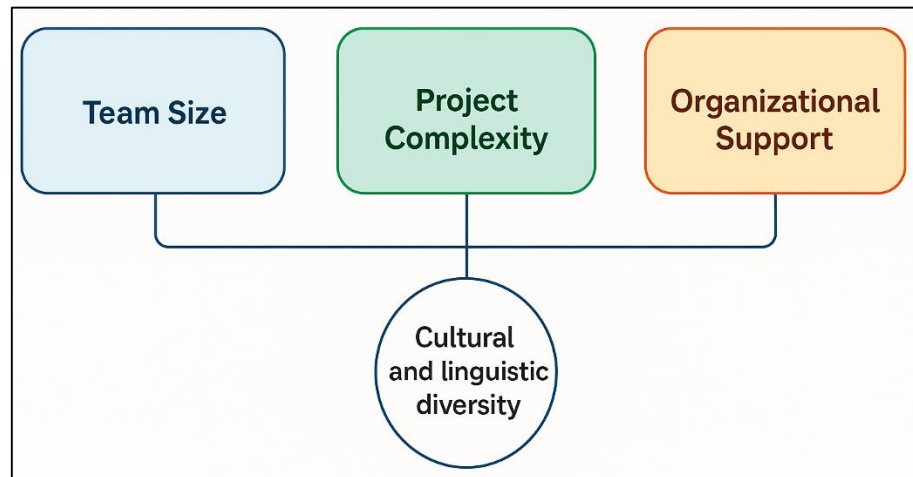 Team Size
Project
Complexity
Organizational
Support
Cultural
and linguistic
diversity